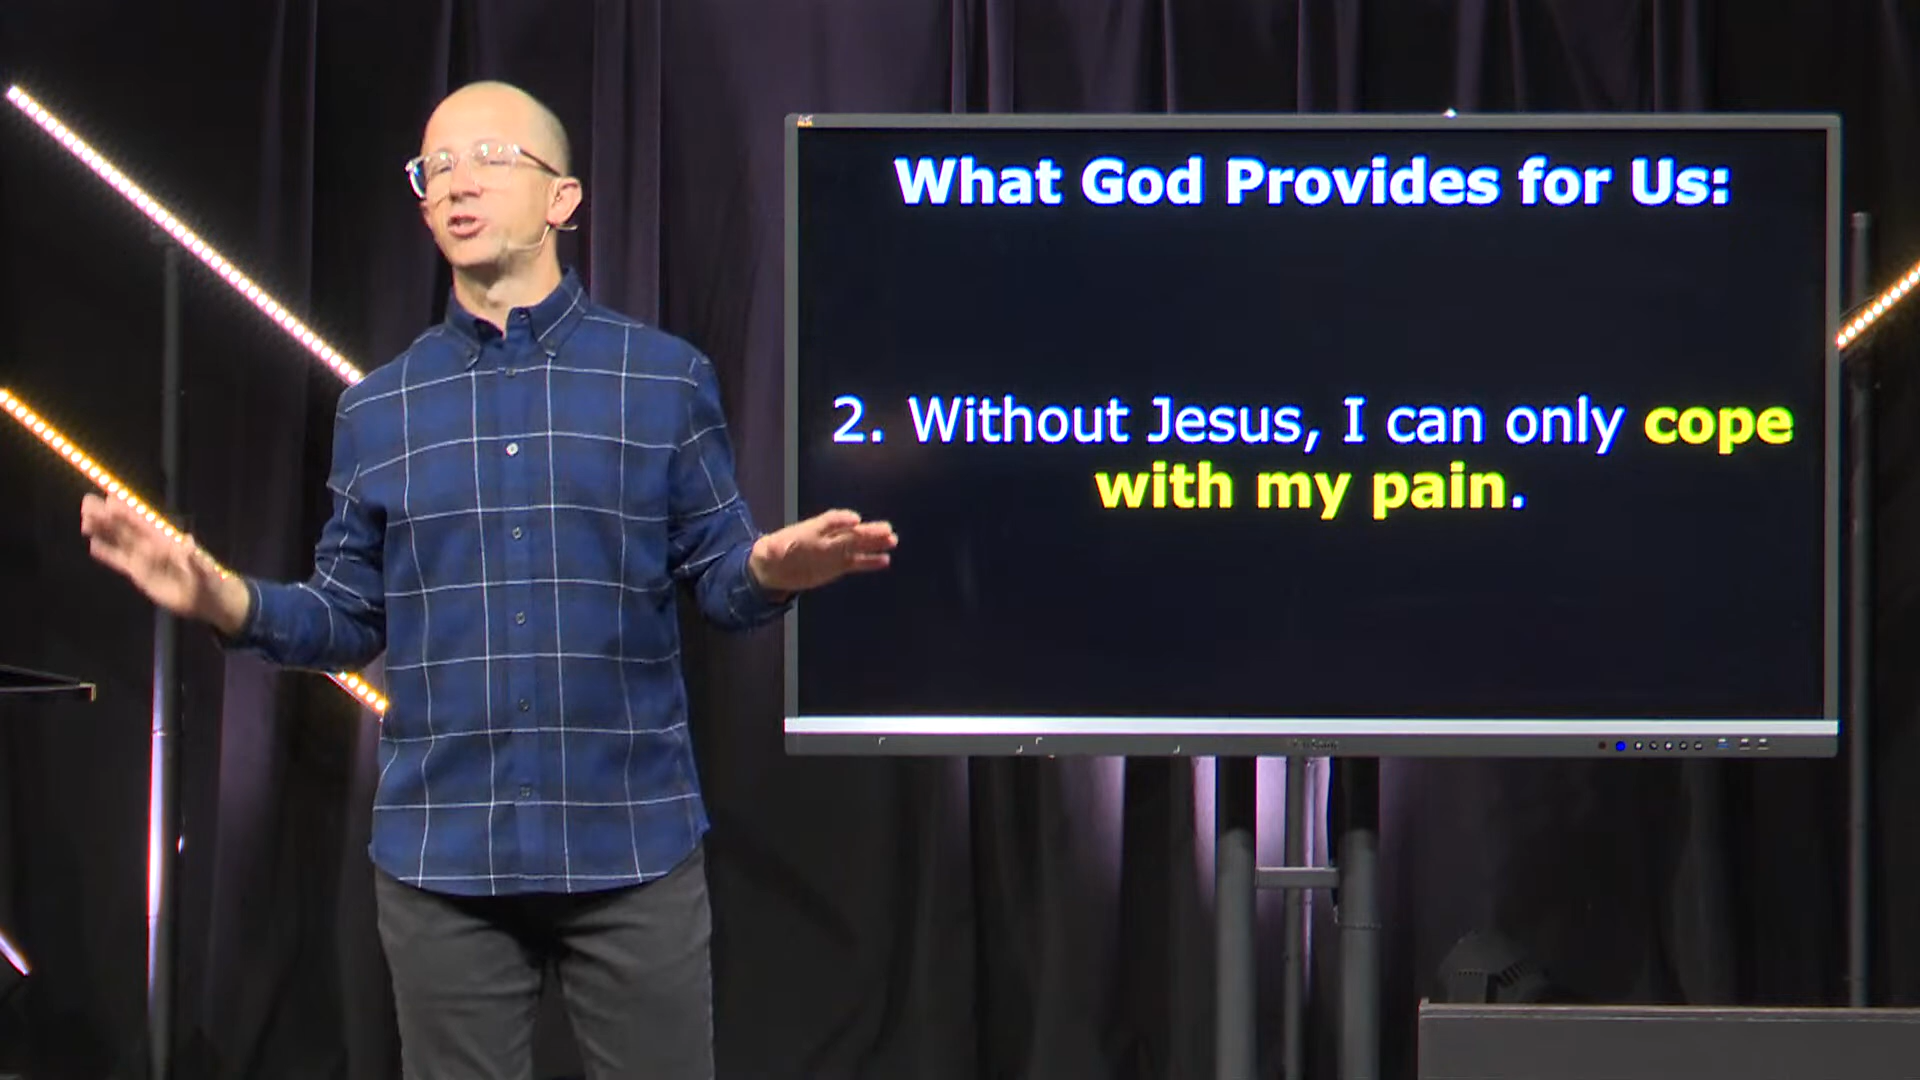 What God Provides for Us:
2. Without Jesus, I can only cope
with my pain.